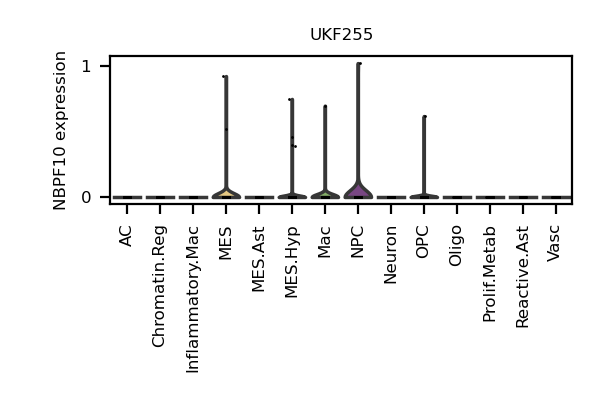 UKF255
NBPF10 expression
1
0
AC
Chromatin.Reg
Inflammatory.Mac
MES
MES.Ast
MES.Hyp
Mac
NPC
Neuron
OPC
Oligo
Prolif.Metab
Reactive.Ast
Vasc